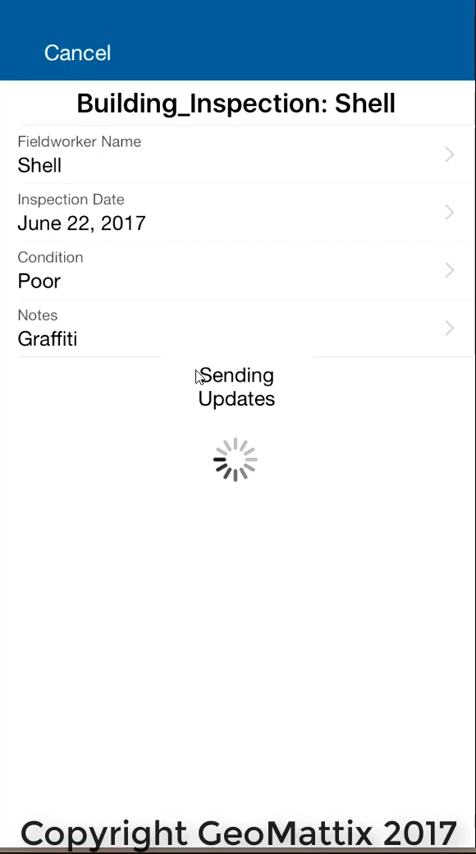 Cancel
Building_Inspection: Shell
Fieldworker Name
Shell
Inspection Date
June 22, 2017
Condition
Poor
Notes
Graffiti
Sending
Updates
Copyright GeoMattix 2017